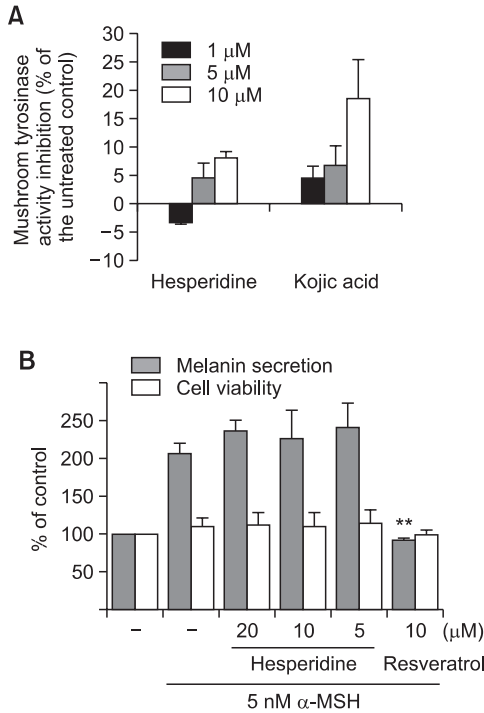 A
Mushroom tyrosinase
activity inhibition (% of
the untreated control)
30
25
20
15
10
5
0
−5
−10
1 μM
5 μM
10 μM
Hesperidine Kojic acid
B
Melanin secretion
Cell viability
% of control
250
200
150
100
50
**
− − 20 10 5 10 (μM)
Hesperidine Resveratrol
5 nM α-MSH